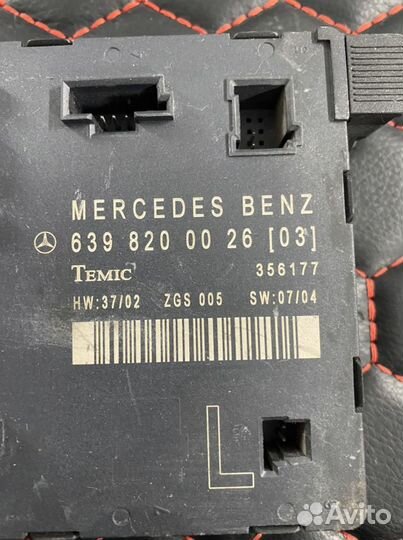 MERCEDES BENZ
639 820 00 26 [03]
TEMIC 356177
HW:37/02 ZGS 005 SW:07/04
L
Avito